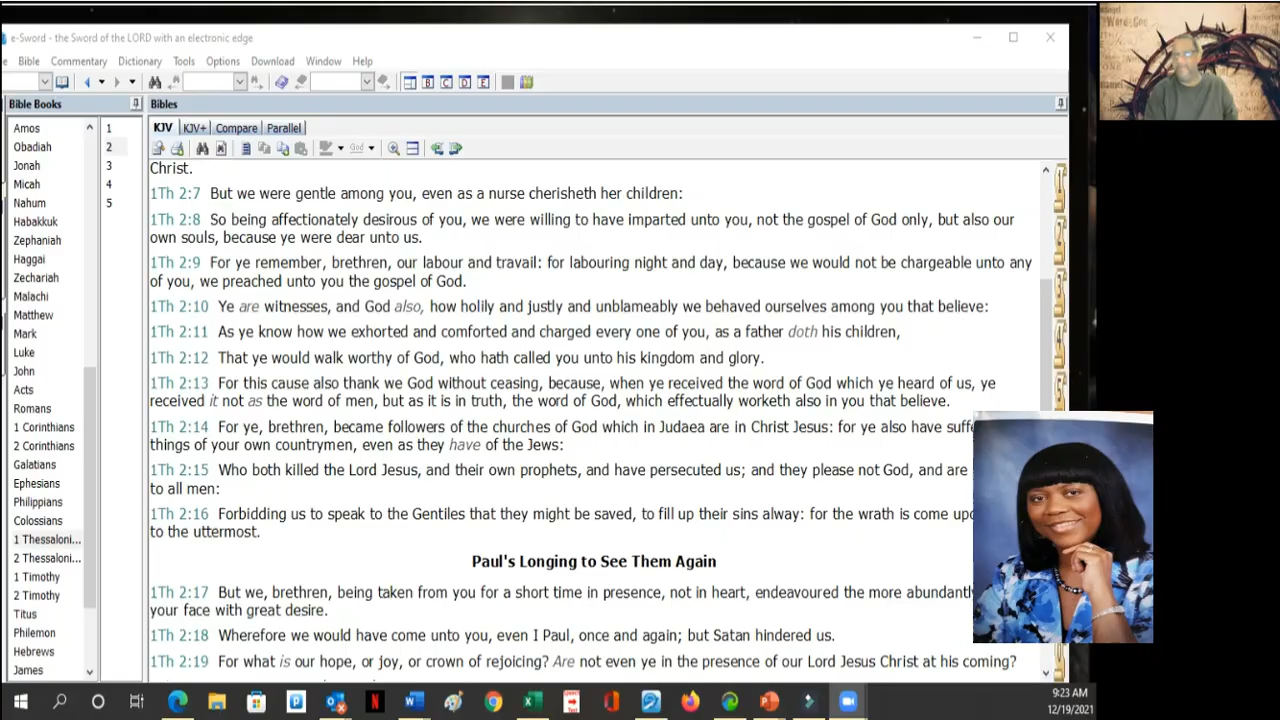 e-Sword - the Sword of the LORD with an electronic edge
Bible Commentary Dictionary Tools Options Download Window Help
Bible Books
Bibles
Amos
Obadiah
Jonah
Micah
Nahum
Habakkuk
Zephaniah
Haggai
Zechariah
Malachi
Matthew
Mark
Luke
John
Acts
Romans
1 Corinthians
2 Corinthians
Galatians
Ephesians
Philippians
Colossians
1 Thessaloni...
2 Thessaloni...
1 Timothy
2 Timothy
Titus
Philemon
Hebrews
James
1
2
3
4
5
KJV KJV+ Compare Parallel
Christ.
1Th 2:7 But we were gentle among you, even as a nurse cherisheth her children:
1Th 2:8 So being affectionately desirous of you, we were willing to have imparted unto you, not the gospel of God only, but also our
own souls, because ye were dear unto us.
1Th 2:9 For ye remember, brethren, our labour and travail: for labouring night and day, because we would not be chargeable unto any
of you, we preached unto you the gospel of God.
1Th 2:10 Ye are witnesses, and God also, how holily and justly and unblameably we behaved ourselves among you that believe:
1Th 2:11 As ye know how we exhorted and comforted and charged every one of you, as a father doth his children,
1Th 2:12 That ye would walk worthy of God, who hath called you unto his kingdom and glory.
1Th 2:13 For this cause also thank we God without ceasing, because, when ye received the word of God which ye heard of us, ye
received it not as the word of men, but as it is in truth, the word of God, which effectually worketh also in you that believe.
1Th 2:14 For ye, brethren, became followers of the churches of God which in Judaea are in Christ Jesus: for ye also have suff
things of your own countrymen, even as they have of the Jews:
1Th 2:15 Who both killed the Lord Jesus, and their own prophets, and have persecuted us; and they please not God, and are
to all men:
1Th 2:16 Forbidding us to speak to the Gentiles that they might be saved, to fill up their sins alway: for the wrath is come up
to the uttermost.
Paul's Longing to See Them Again
1Th 2:17 But we, brethren, being taken from you for a short time in presence, not in heart, endeavoured the more abundant
your face with great desire.
1Th 2:18 Wherefore we would have come unto you, even I Paul, once and again; but Satan hindered us.
1Th 2:19 For what is our hope, or joy, or crown of rejoicing? Are not even ye in the presence of our Lord Jesus Christ at his coming?
9:23 AM
12/19/2021